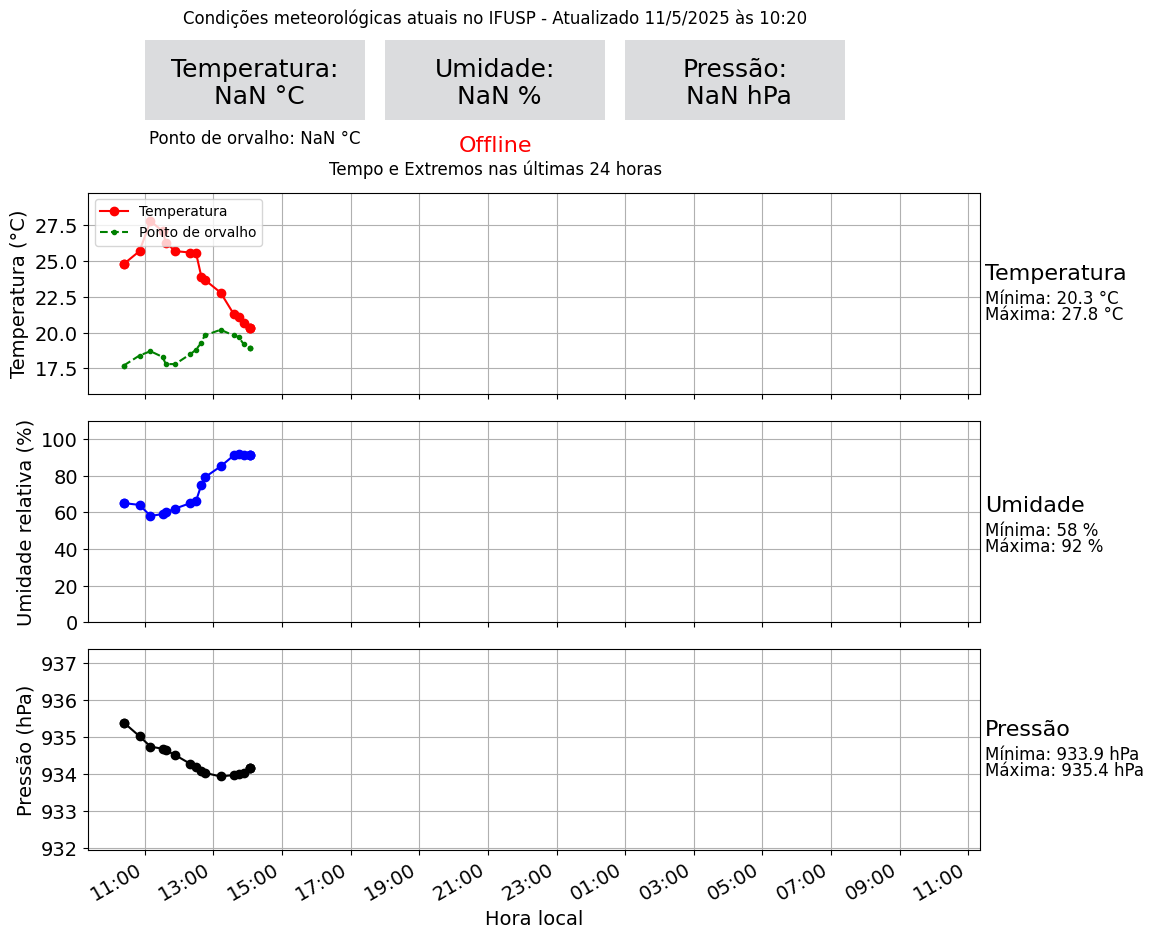 Condições meteorológicas atuais no IFUSP - Atualizado 11/5/2025 às 10:20
Temperatura:
NaN °C
Umidade:
NaN %
Pressão:
NaN hPa
Ponto de orvalho: NaN °C
Offline
Tempo e Extremos nas últimas 24 horas
Temperatura (°C)
27.5
25.0
22.5
20.0
17.5
Temperatura
Ponto de orvalho
Temperatura
Mínima: 20.3 °C
Máxima: 27.8 °C
Umidade relativa (%)
100
80
60
40
20
0
Umidade
Mínima: 58 %
Máxima: 92 %
Pressão (hPa)
937
936
935
934
933
932
Pressão
Mínima: 933.9 hPa
Máxima: 935.4 hPa
11:00 13:00 15:00 17:00 19:00 21:00 23:00 01:00 03:00 05:00 07:00 09:00 11:00
Hora local